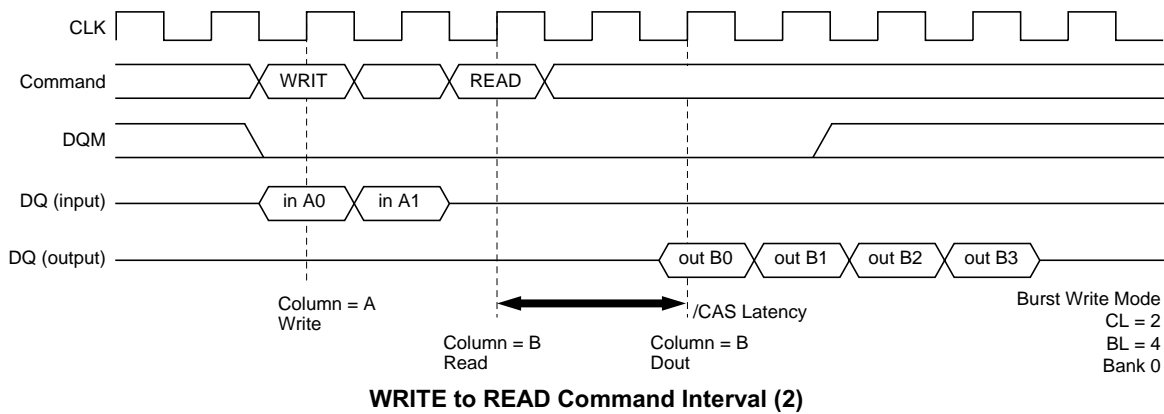 CLK
Command
WRIT
READ
DQM
DQ (input)
in A0
in A1
DQ (output)
out B0
out B1
out B2
out B3
Column = A
Write
/CAS Latency
Column = B
Read
Column = B
Dout
Burst Write Mode
CL = 2
BL = 4
Bank 0
WRITE to READ Command Interval (2)